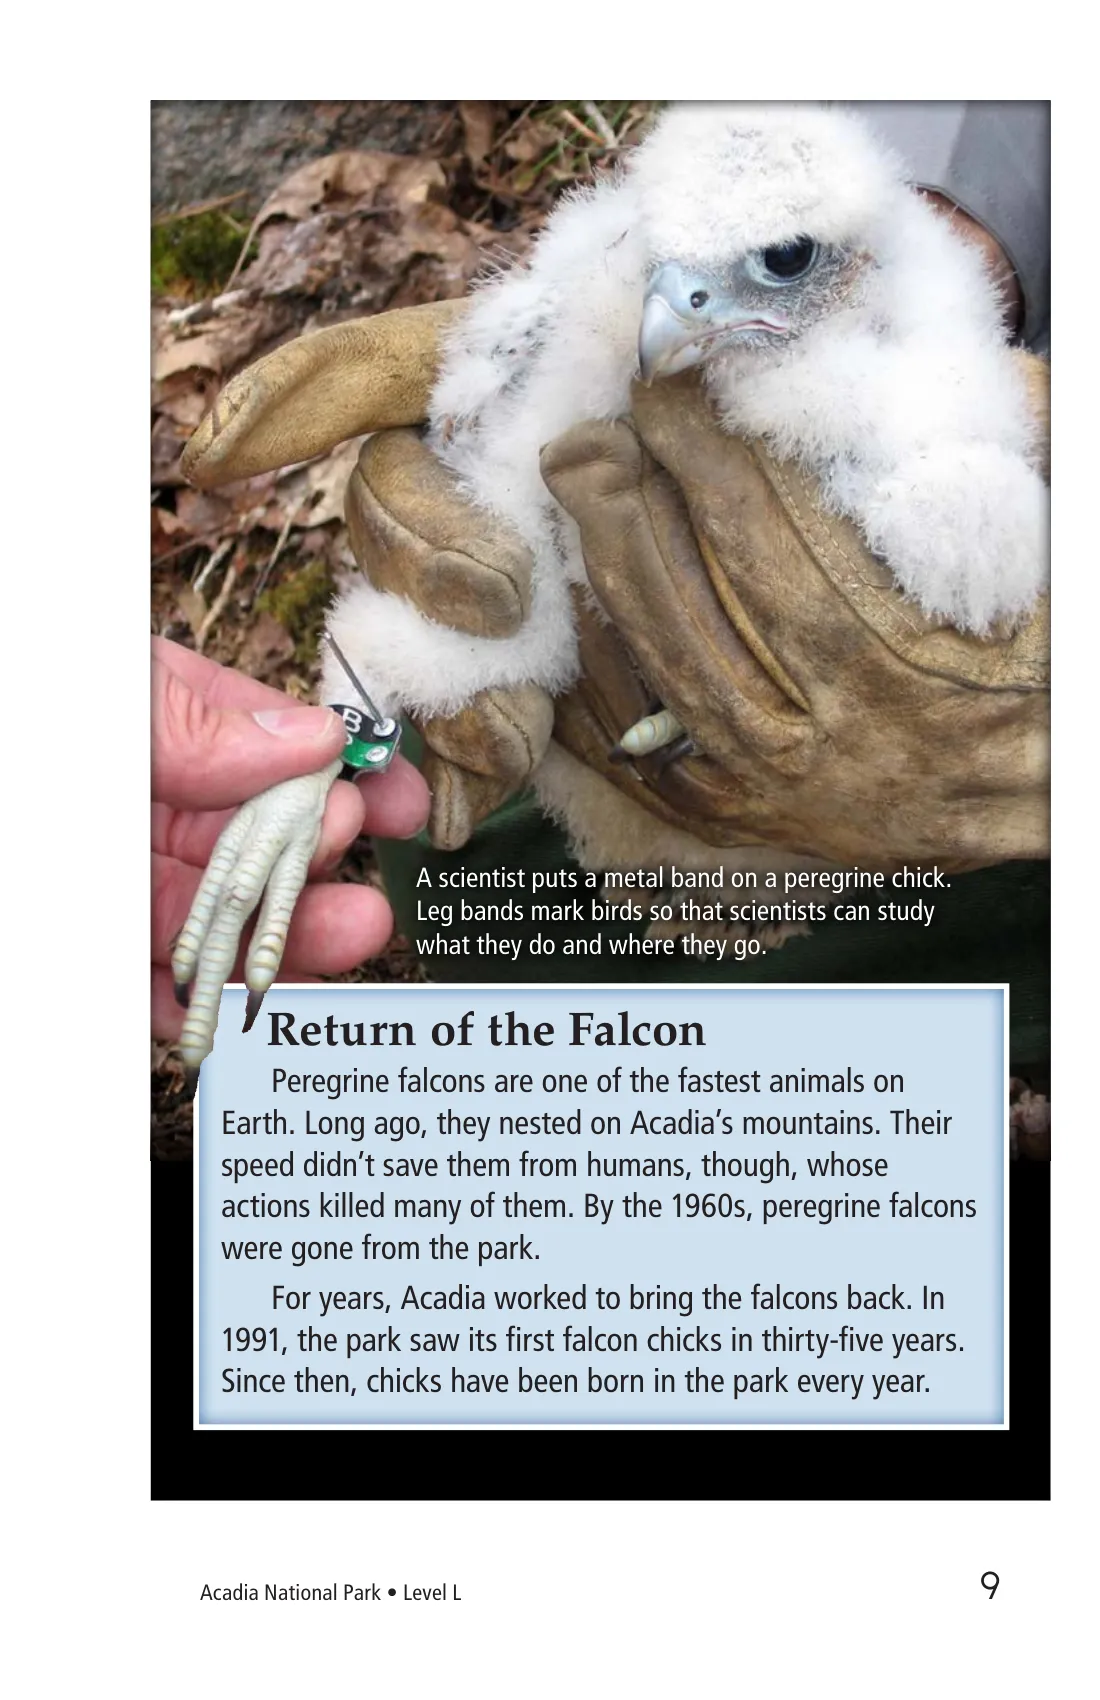 B
A scientist puts a metal band on a peregrine chick.
Leg bands mark birds so that scientists can study
what they do and where they go.
Return of the Falcon
Peregrine falcons are one of the fastest animals on
Earth. Long ago, they nested on Acadia’s mountains. Their
speed didn’t save them from humans, though, whose
actions killed many of them. By the 1960s, peregrine falcons
were gone from the park.
For years, Acadia worked to bring the falcons back. In
1991, the park saw its first falcon chicks in thirty-five years.
Since then, chicks have been born in the park every year.
Acadia National Park • Level L
9